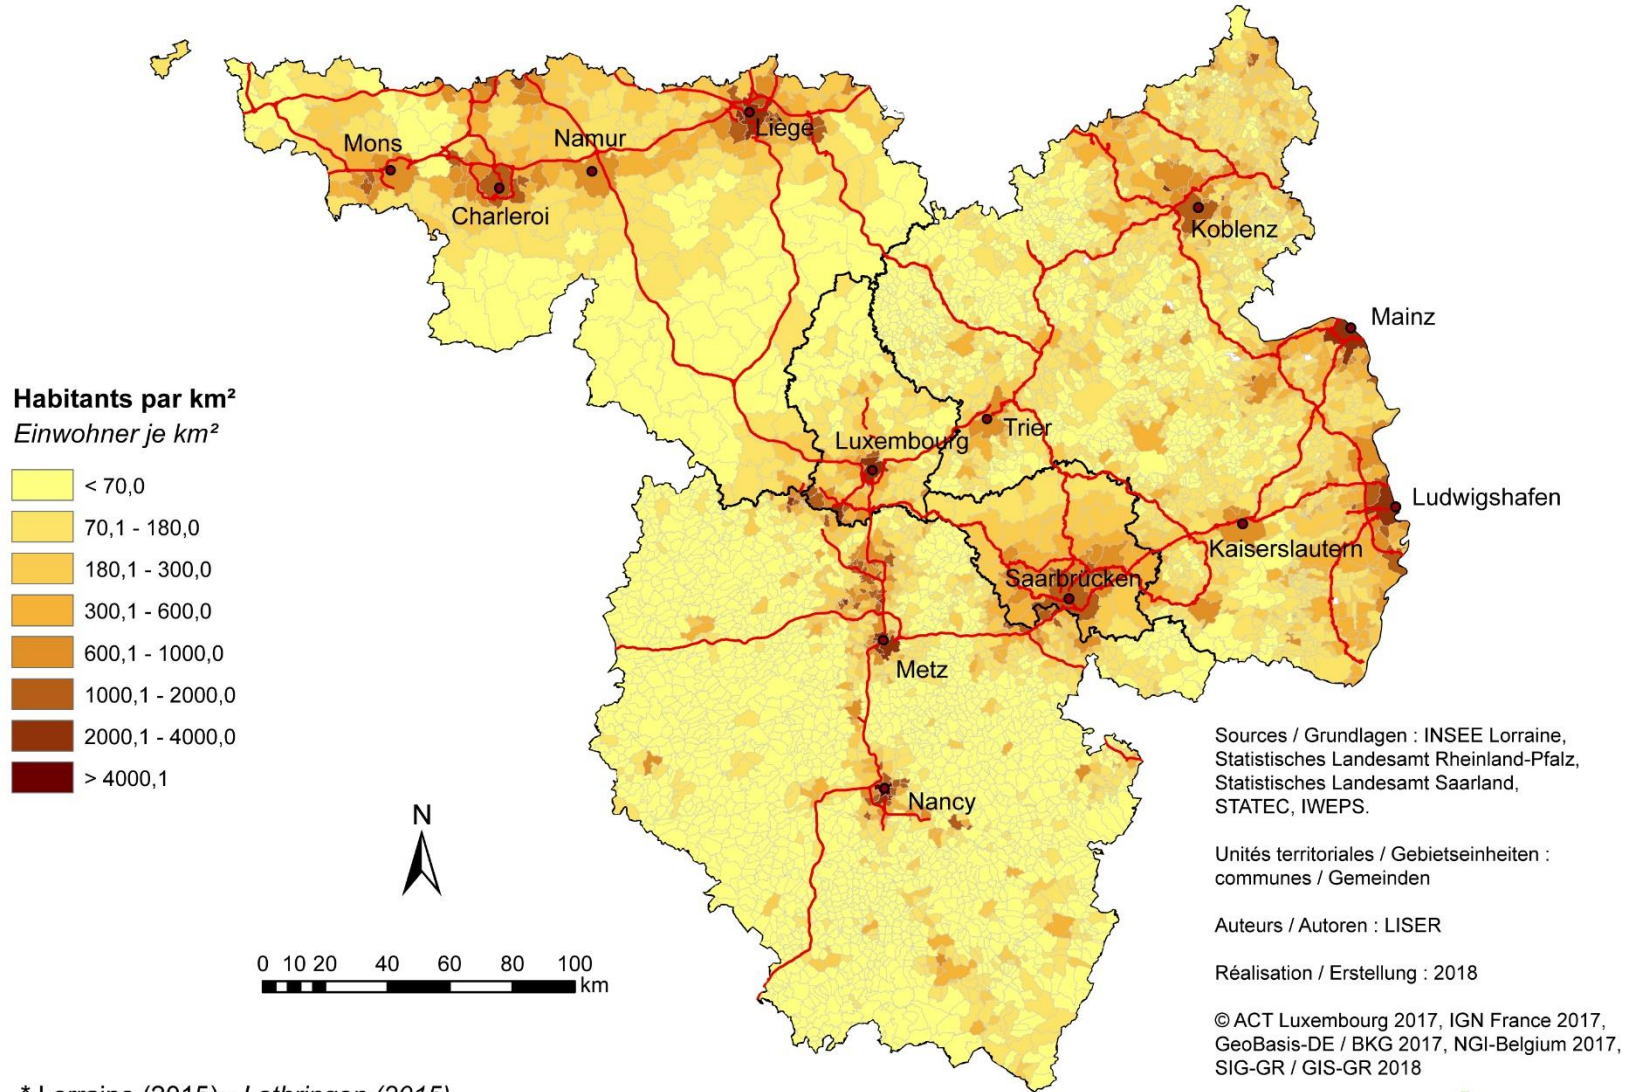 Mons
Namur
Liège
Charleroi
Koblenz
Mainz
Habitants par km²
Einwohner je km²
< 70,0
70,1 - 180,0
180,1 - 300,0
300,1 - 600,0
600,1 - 1000,0
1000,1 - 2000,0
2000,1 - 4000,0
> 4000,1
Luxembourg
Trier
Ludwigshafen
Kaiserslautern
Saarbrücken
Metz
Nancy
N
0 10 20 40 60 80 100
km
Sources / Grundlagen : INSEE Lorraine,
Statistisches Landesamt Rheinland-Pfalz,
Statistisches Landesamt Saarland,
STATEC, IWEPS.
Unités territoriales / Gebietseinheiten :
communes / Gemeinden
Auteurs / Autoren : LISER
Réalisation / Erstellung : 2018
© ACT Luxembourg 2017, IGN France 2017,
GeoBasis-DE / BKG 2017, NGI-Belgium 2017,
SIG-GR / GIS-GR 2018
* Lorraine (2015) - Lothringen (2015)